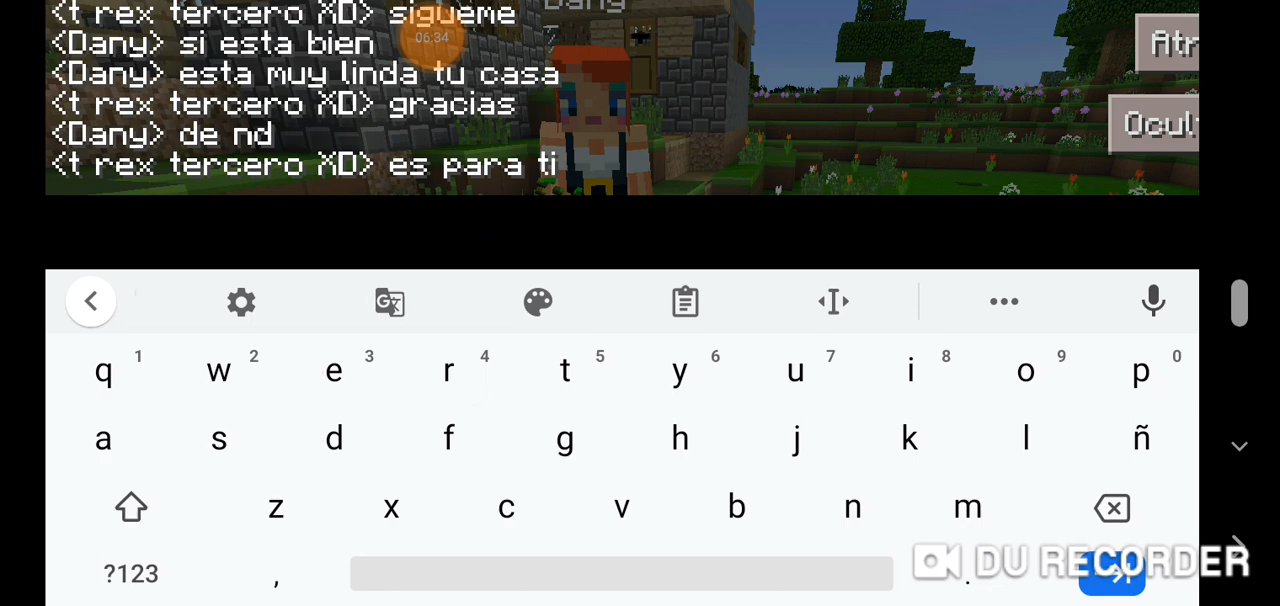 <t rex tercero XD> sigueme
Dany
06:34
<Dany> si esta bien
<Dany> esta muy linda tu casa
<t rex tercero XD> gracias
<Dany> de nd
<t rex tercero XD> es para ti
Atr
Ocul
1 2 3 4 5 6 7 8 9 0
q w e r t y u i o p
a s d f g h j k l ñ
z x c v b n m
?123 , .
DU RECORDER